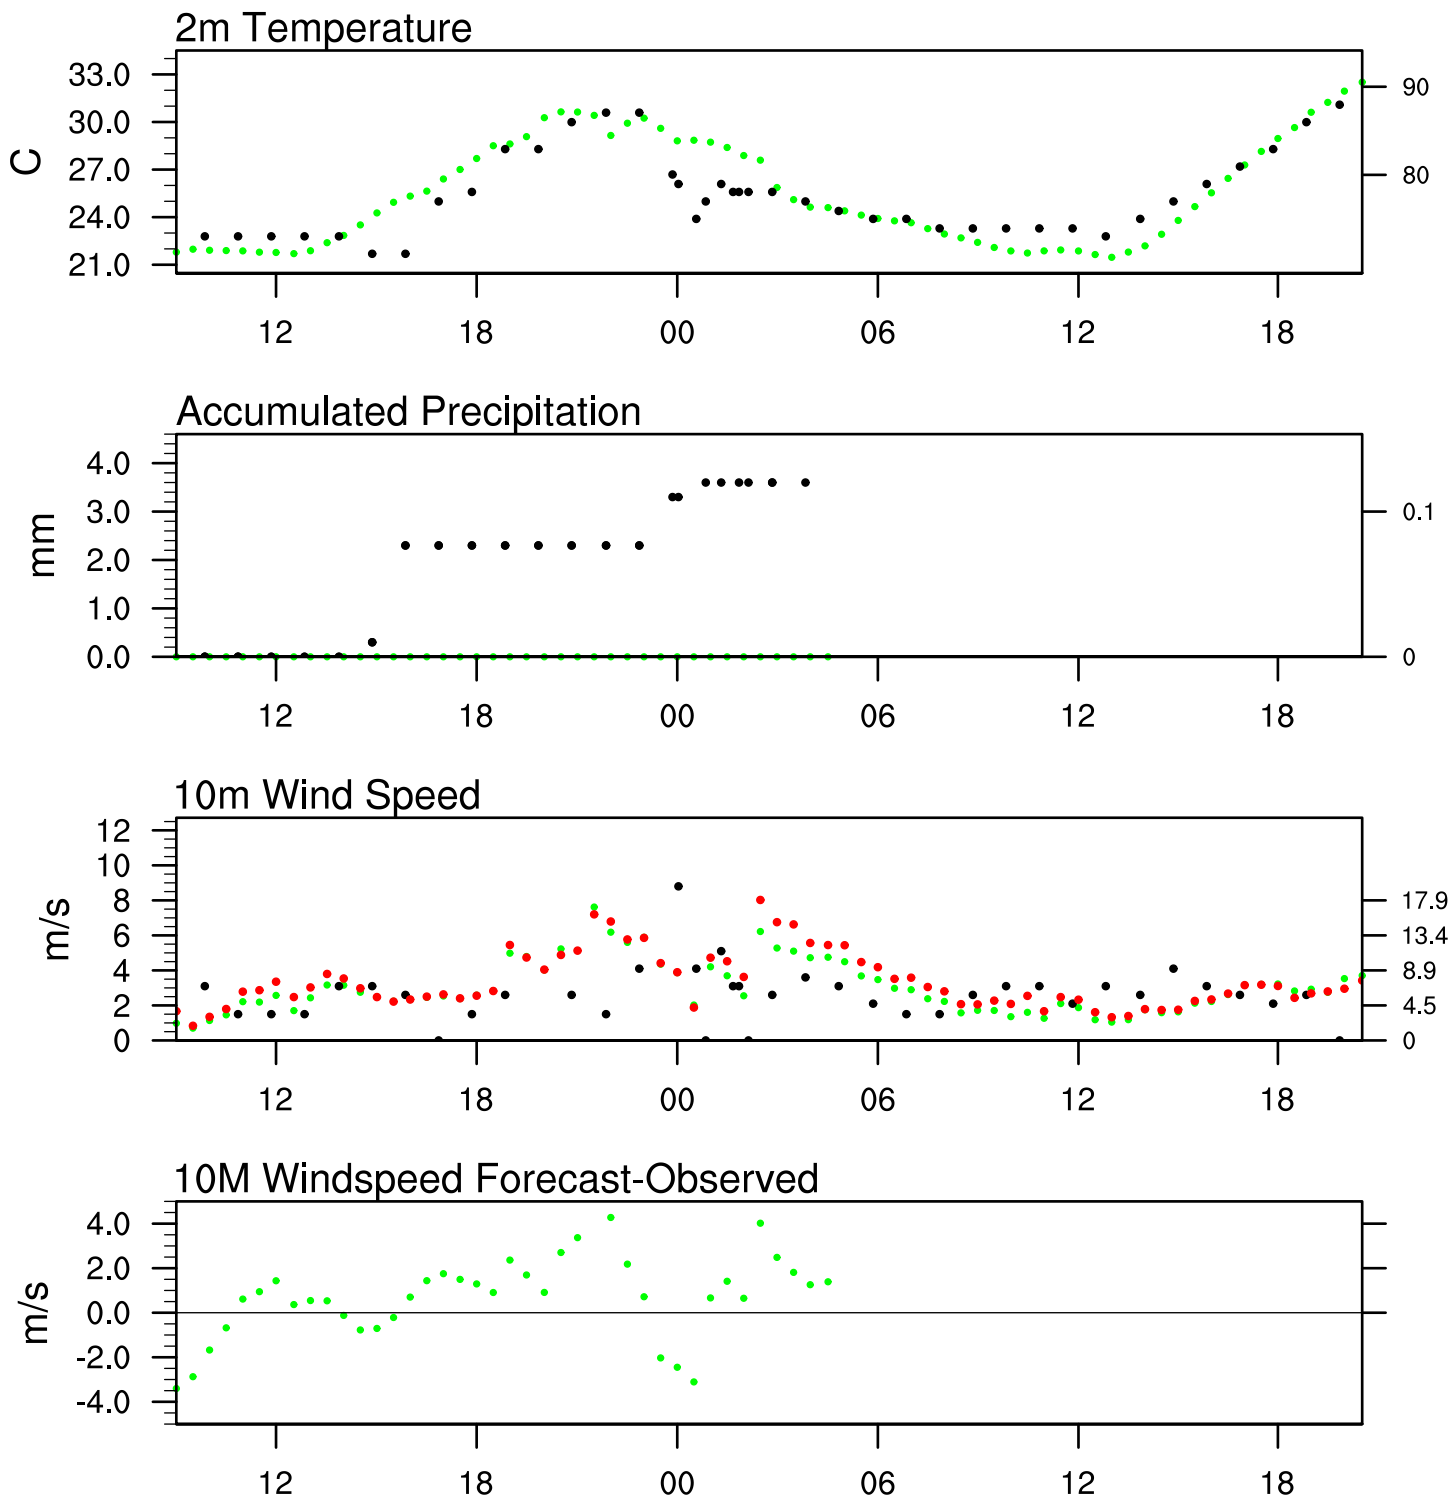 2m Temperature
C
33.0
30.0
27.0
24.0
21.0
90
80
12 18 00 06 12 18
Accumulated Precipitation
mm
4.0
3.0
2.0
1.0
0.0
0.1
0
12 18 00 06 12 18
10m Wind Speed
m/s
12
10
8
6
4
2
0
17.9
13.4
8.9
4.5
0
12 18 00 06 12 18
10M Windspeed Forecast-Observed
m/s
4.0
2.0
0.0
-2.0
-4.0
12 18 00 06 12 18